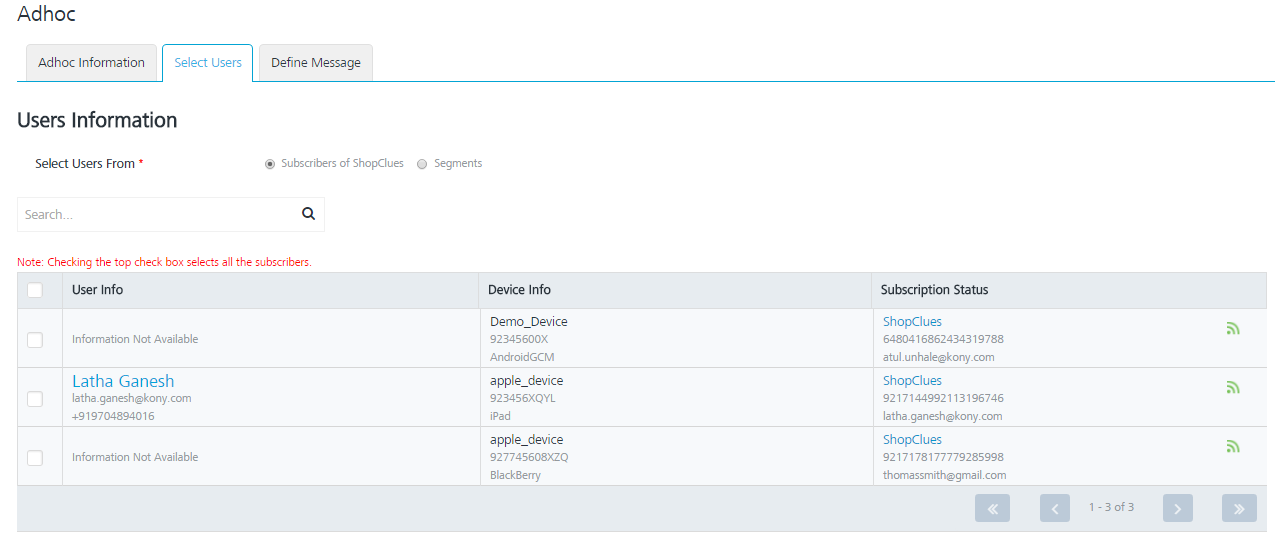 Adhoc
Adhoc Information
Select Users
Define Message
Users Information
Select Users From *
Subscribers of ShopClues
Segments
Search...
Note: Checking the top check box selects all the subscribers.
User Info
Device Info
Subscription Status
Information Not Available
Demo_Device
92345600X
AndroidGCM
ShopClues
6480416862434319788
atul.unhale@kony.com
Latha Ganesh
latha.ganesh@kony.com
+919704894016
apple_device
923456XQYL
iPad
ShopClues
9217144992113196746
latha.ganesh@kony.com
Information Not Available
apple_device
927745608XZQ
BlackBerry
ShopClues
9217178177779285998
thomassmith@gmail.com
1 - 3 of 3